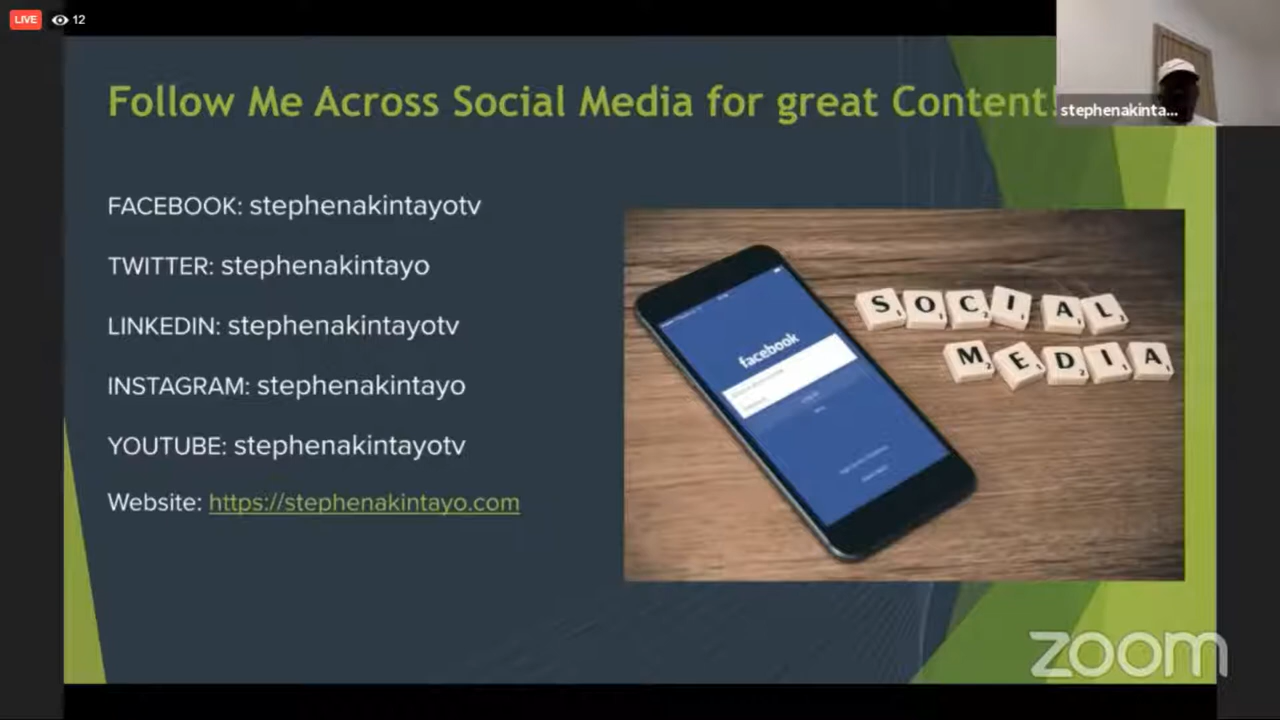 LIVE 12
Follow Me Across Social Media for great Content!
stephenakinta...
FACEBOOK: stephenakintayotv
TWITTER: stephenakintayo
LINKEDIN: stephenakintayotv
INSTAGRAM: stephenakintayo
YOUTUBE: stephenakintayotv
Website: https://stephenakintayo.com
facebook
SOCIAL
MEDIA
zoom